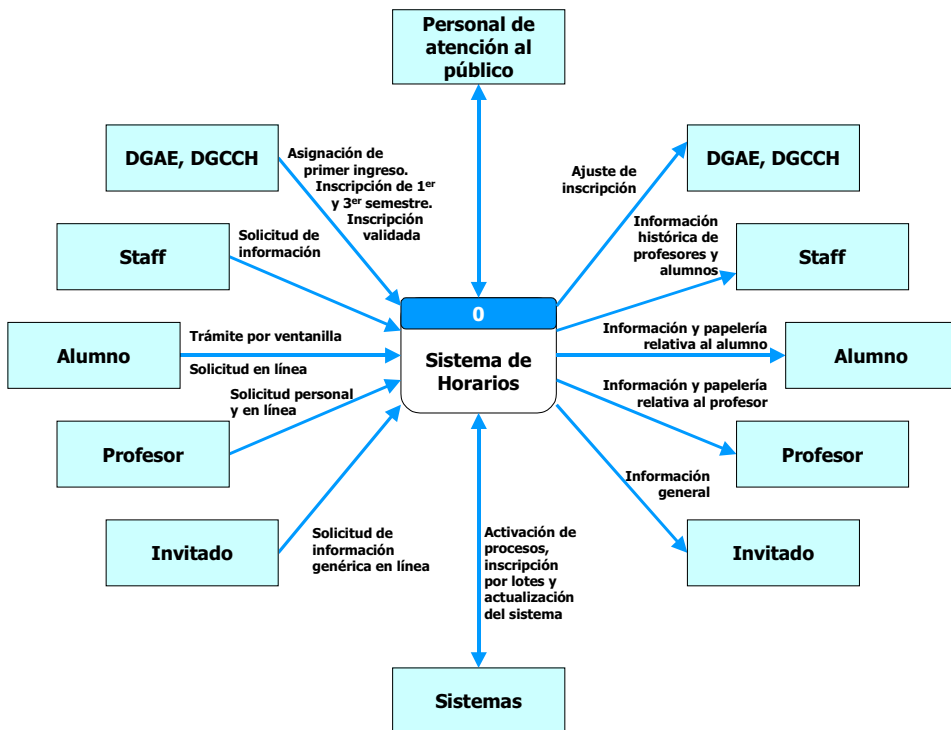 Personal de
atención al
público
DGAE, DGCCH
Asignación de
primer ingreso.
Inscripción de 1er
y 3er semestre.
Inscripción
validada
Ajuste de
inscripción
DGAE, DGCCH
Staff
Solicitud de
información
Información
histórica de
profesores y
alumnos
Staff
0
Sistema de
Horarios
Alumno
Trámite por ventanilla
Solicitud en línea
Información y papelería
relativa al alumno
Alumno
Profesor
Solicitud personal
y en línea
Información y papelería
relativa al profesor
Profesor
Invitado
Solicitud de
información
genérica en línea
Activación de
procesos,
inscripción
por lotes y
actualización
del sistema
Información
general
Invitado
Sistemas